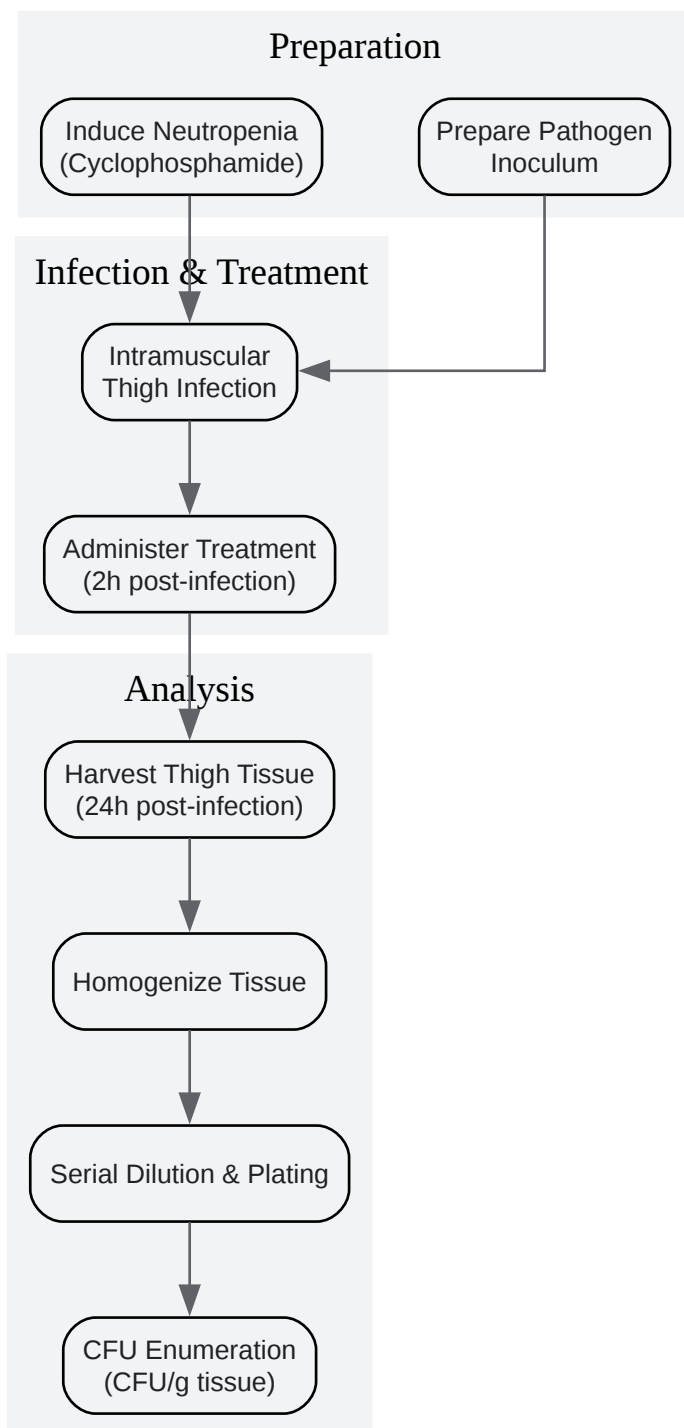 Preparation
Induce Neutropenia
(Cyclophosphamide)
Prepare Pathogen
Inoculum
Infection & Treatment
Intramuscular
Thigh Infection
Administer Treatment
(2h post-infection)
Analysis
Harvest Thigh Tissue
(24h post-infection)
Homogenize Tissue
Serial Dilution & Plating
CFU Enumeration
(CFU/g tissue)